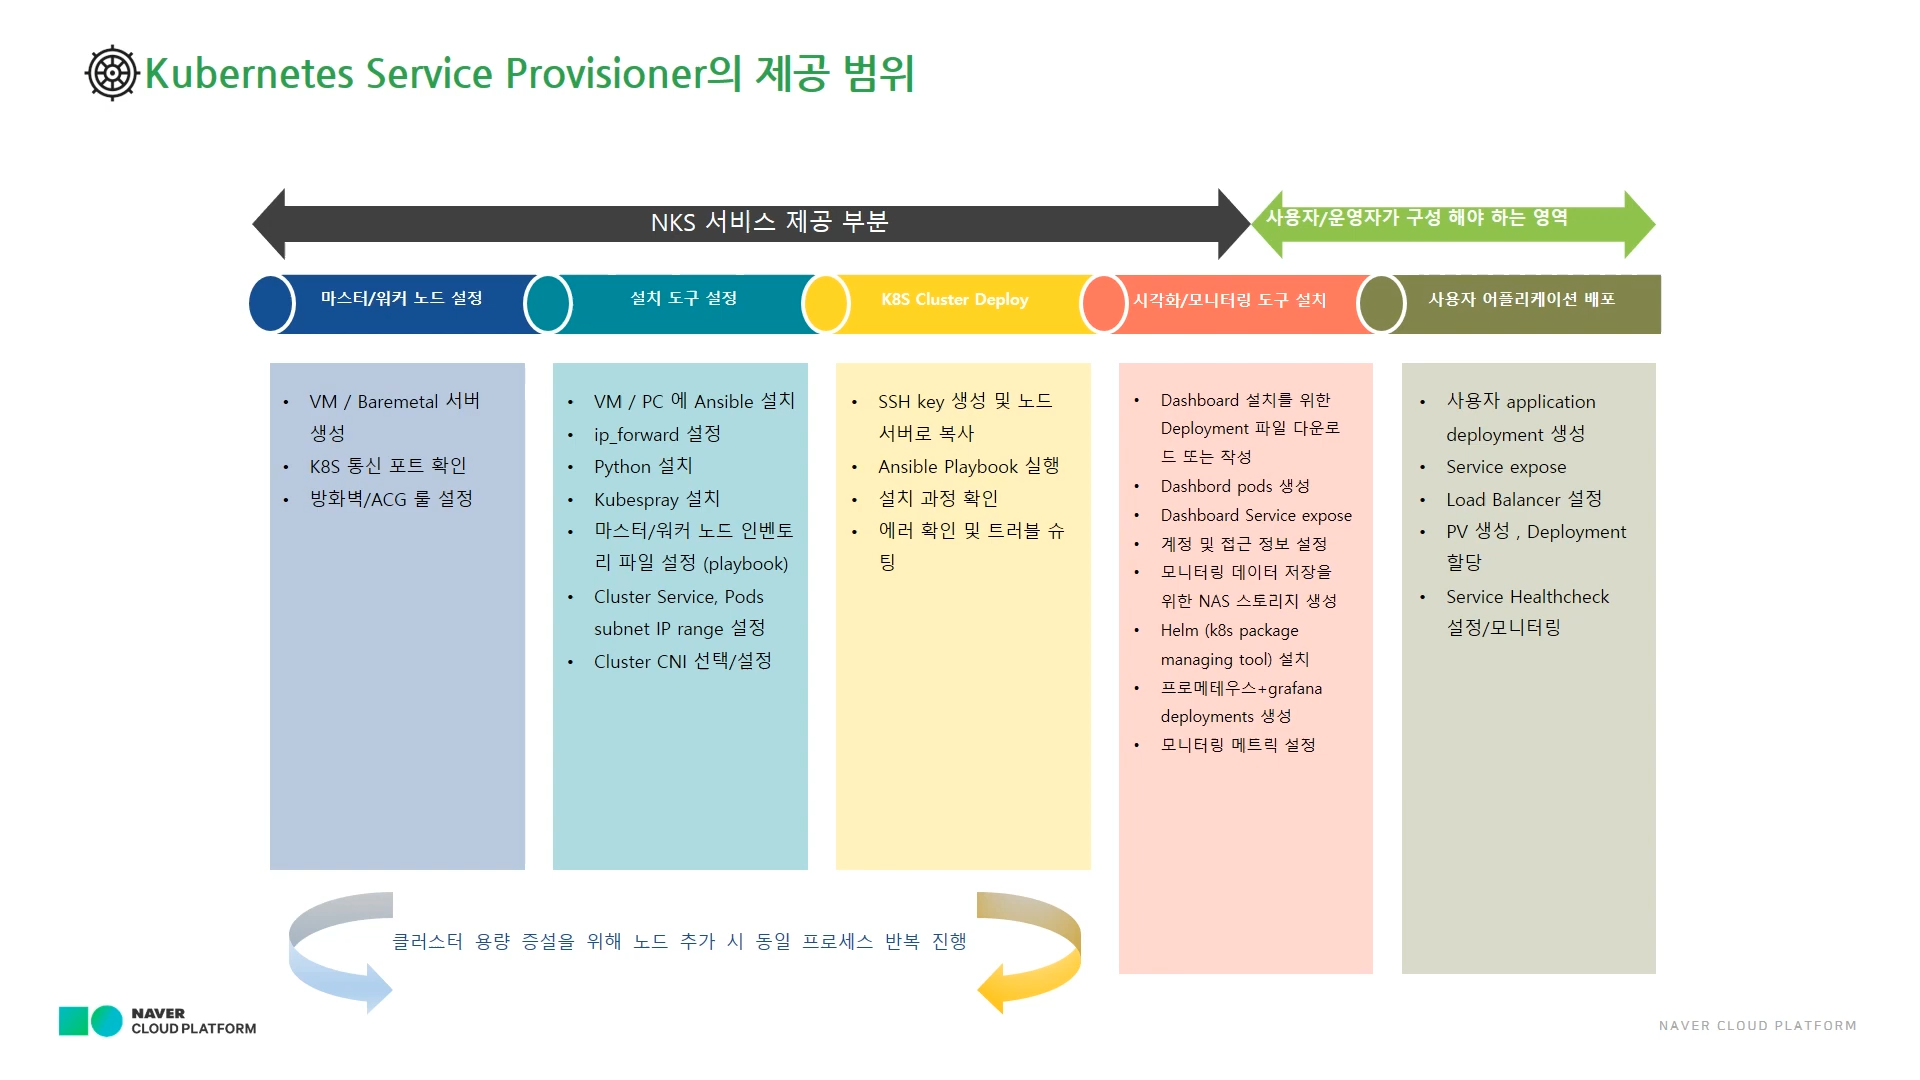 Kubernetes Service Provisioner의 제공 범위
NKS 서비스 제공 부분
사용자/운영자가 구성 해야 하는 영역
마스터/워커 노드 설정
설치 도구 설정
K8S Cluster Deploy
시각화/모니터링 도구 설치
사용자 어플리케이션 배포
• VM / Baremetal 서버
생성
• K8S 통신 포트 확인
• 방화벽/ACG 룰 설정
• VM / PC 에 Ansible 설치
• ip_forward 설정
• Python 설치
• Kubespray 설치
• 마스터/워커 노드 인벤토
리 파일 설정 (playbook)
• Cluster Service, Pods
subnet IP range 설정
• Cluster CNI 선택/설정
• SSH key 생성 및 노드
서버로 복사
• Ansible Playbook 실행
• 설치 과정 확인
• 에러 확인 및 트러블 슈
팅
• Dashboard 설치를 위한
Deployment 파일 다운로
드 또는 작성
• Dashbord pods 생성
• Dashboard Service expose
• 계정 및 접근 정보 설정
• 모니터링 데이터 저장을
위한 NAS 스토리지 생성
• Helm (k8s package
managing tool) 설치
• 프로메테우스+grafana
deployments 생성
• 모니터링 메트릭 설정
• 사용자 application
deployment 생성
• Service expose
• Load Balancer 설정
• PV 생성 , Deployment
할당
• Service Healthcheck
설정/모니터링
클러스터 용량 증설을 위해 노드 추가 시 동일 프로세스 반복 진행
NAVER
CLOUD PLATFORM
NAVER CLOUD PLATFORM